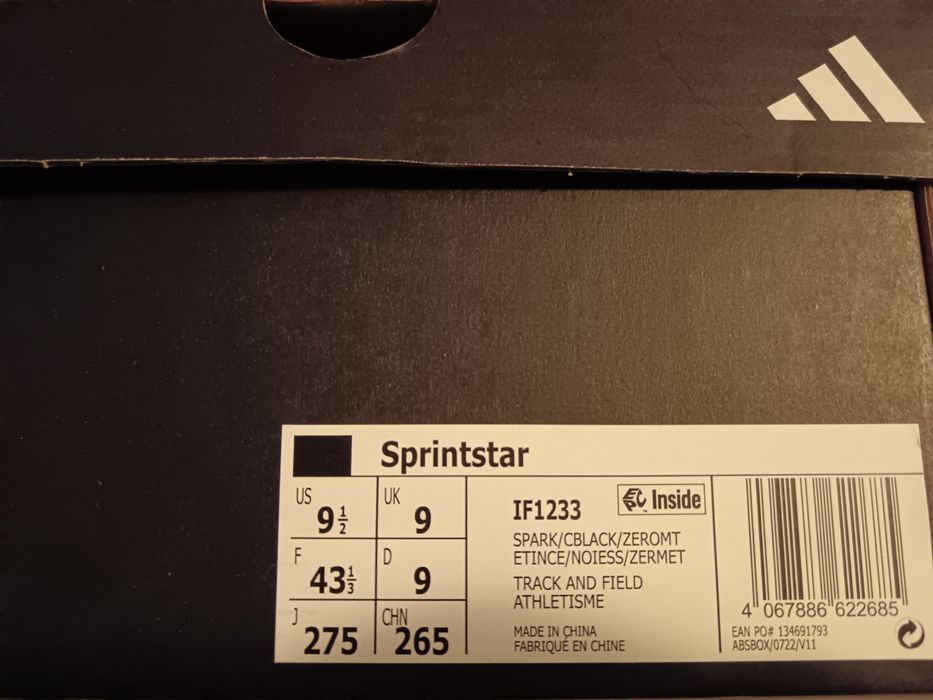 Sprintstar
US 9½ UK 9
F 43⅓ D 9
J 275 CHN 265
IF1233
EPC™ Inside
SPARK/CBLACK/ZEROMT
ETINCE/NOIESS/ZERMET
TRACK AND FIELD
ATHLETISME
MADE IN CHINA
FABRIQUÉ EN CHINE
4 067886 622685
EAN PO# 134691793
ABSBOX/0722/V11